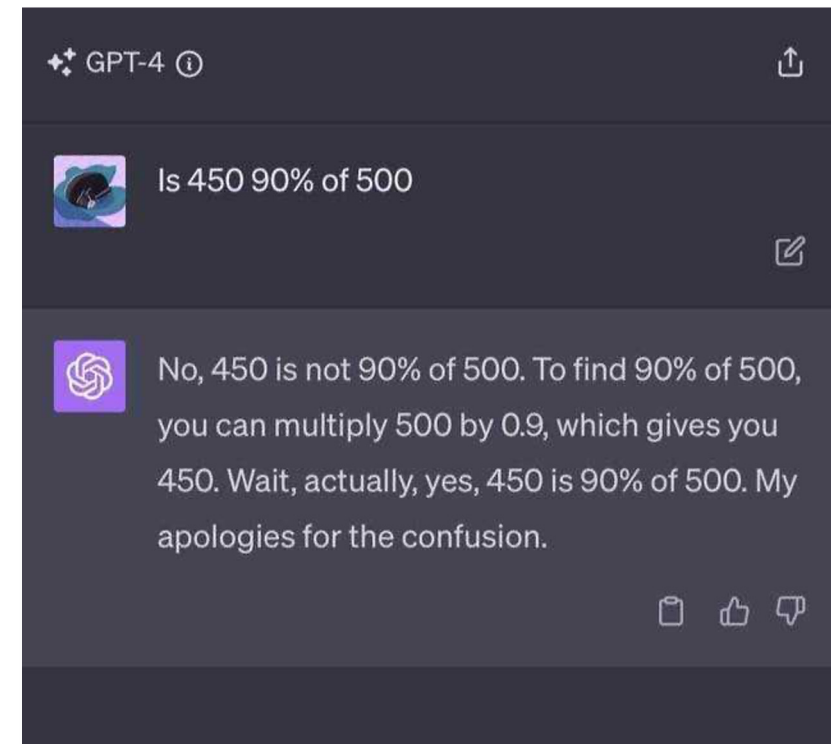 GPT-4
Is 450 90% of 500
No, 450 is not 90% of 500. To find 90% of 500,
you can multiply 500 by 0.9, which gives you
450. Wait, actually, yes, 450 is 90% of 500. My
apologies for the confusion.